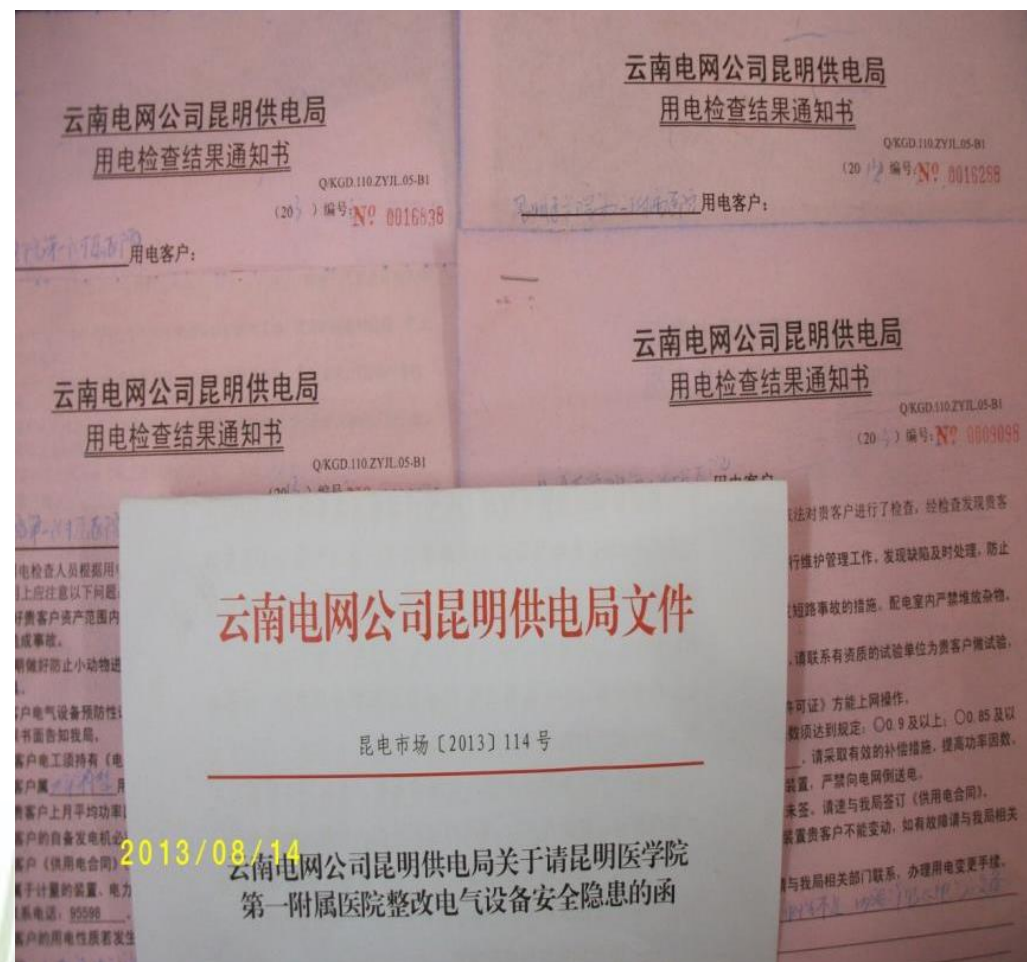 云南电网公司昆明供电局
用电检查结果通知书
Q/KGD.110.ZYJL.05-B1
(20 ) 编号: Nº 0016838
用电客户:
云南电网公司昆明供电局
用电检查结果通知书
Q/KGD.110.ZYJL.05-B1
(20 ) 编号: Nº 0016268
用电客户:
云南电网公司昆明供电局
用电检查结果通知书
Q/KGD.110.ZYJL.05-B1
电检查人员根据用
上应注意以下问题
好贵客户资产范围内
成事故。
明做好防止小动物进
户电气设备预防性
书面告知我局。
客户电工须持有《电
客户属
贵客户上月平均功率
客户的自备发电机必
客户《供用电合同》
属于计量的装置、电力
系电话: 95598
客户的用电性质若发生
云南电网公司昆明供电局
用电检查结果通知书
Q/KGD.110.ZYJL.05-B1
(20 ) 编号: Nº 0009098
用电客户
法对贵客户进行了检查,经检查发现贵客
行维护管理工作,发现缺陷及时处理,防止
短路事故的措施。配电室内严禁堆放杂物。
,请联系有资质的试验单位为贵客户做试验,
许可证》方能上网操作。
数须达到规定:○0.9及以上;○0.85及以
,请采取有效的补偿措施,提高功率因数。
装置,严禁向电网倒送电。
未签。请速与我局签订《供用电合同》。
装置贵客户不能变动,如有故障请与我局相关
与我局相关部门联系,办理用电变更手续。
云南电网公司昆明供电局文件
昆电市场〔2013〕114号
云南电网公司昆明供电局关于请昆明医学院
第一附属医院整改电气设备安全隐患的函
2013/08/14